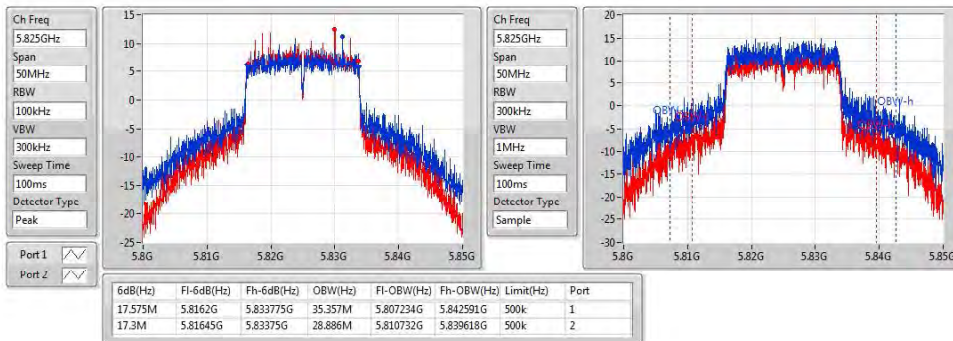 Ch Freq
5.825GHz
Span
50MHz
RBW
100kHz
VBW
300kHz
Sweep Time
100ms
Detector Type
Peak
Port 1
Port 2
15
10
5
0
-5
-10
-15
-20
-25
5.8G 5.81G 5.82G 5.83G 5.84G 5.85G
Ch Freq
5.825GHz
Span
50MHz
RBW
300kHz
VBW
1MHz
Sweep Time
100ms
Detector Type
Sample
20
15
10
5
0
-5
-10
-15
-20
-25
-30
OBW-h
5.8G 5.81G 5.82G 5.83G 5.84G 5.85G
6dB(Hz) Fl-6dB(Hz) Fh-6dB(Hz) OBW(Hz) Fl-OBW(Hz) Fh-OBW(Hz) Limit(Hz) Port
17.575M 5.8162G 5.833775G 35.357M 5.807234G 5.842591G 500k 1
17.3M 5.81645G 5.83375G 28.886M 5.810732G 5.839618G 500k 2